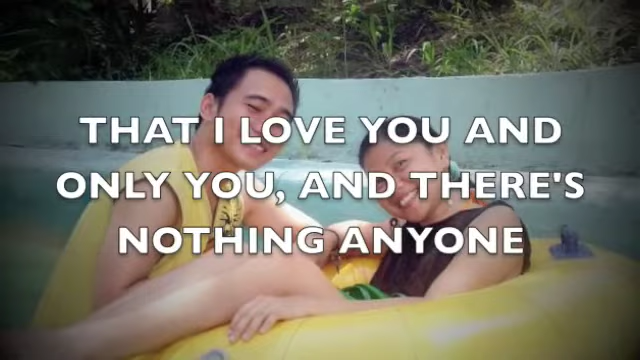 THAT I LOVE YOU AND
ONLY YOU, AND THERE'S
NOTHING ANYONE